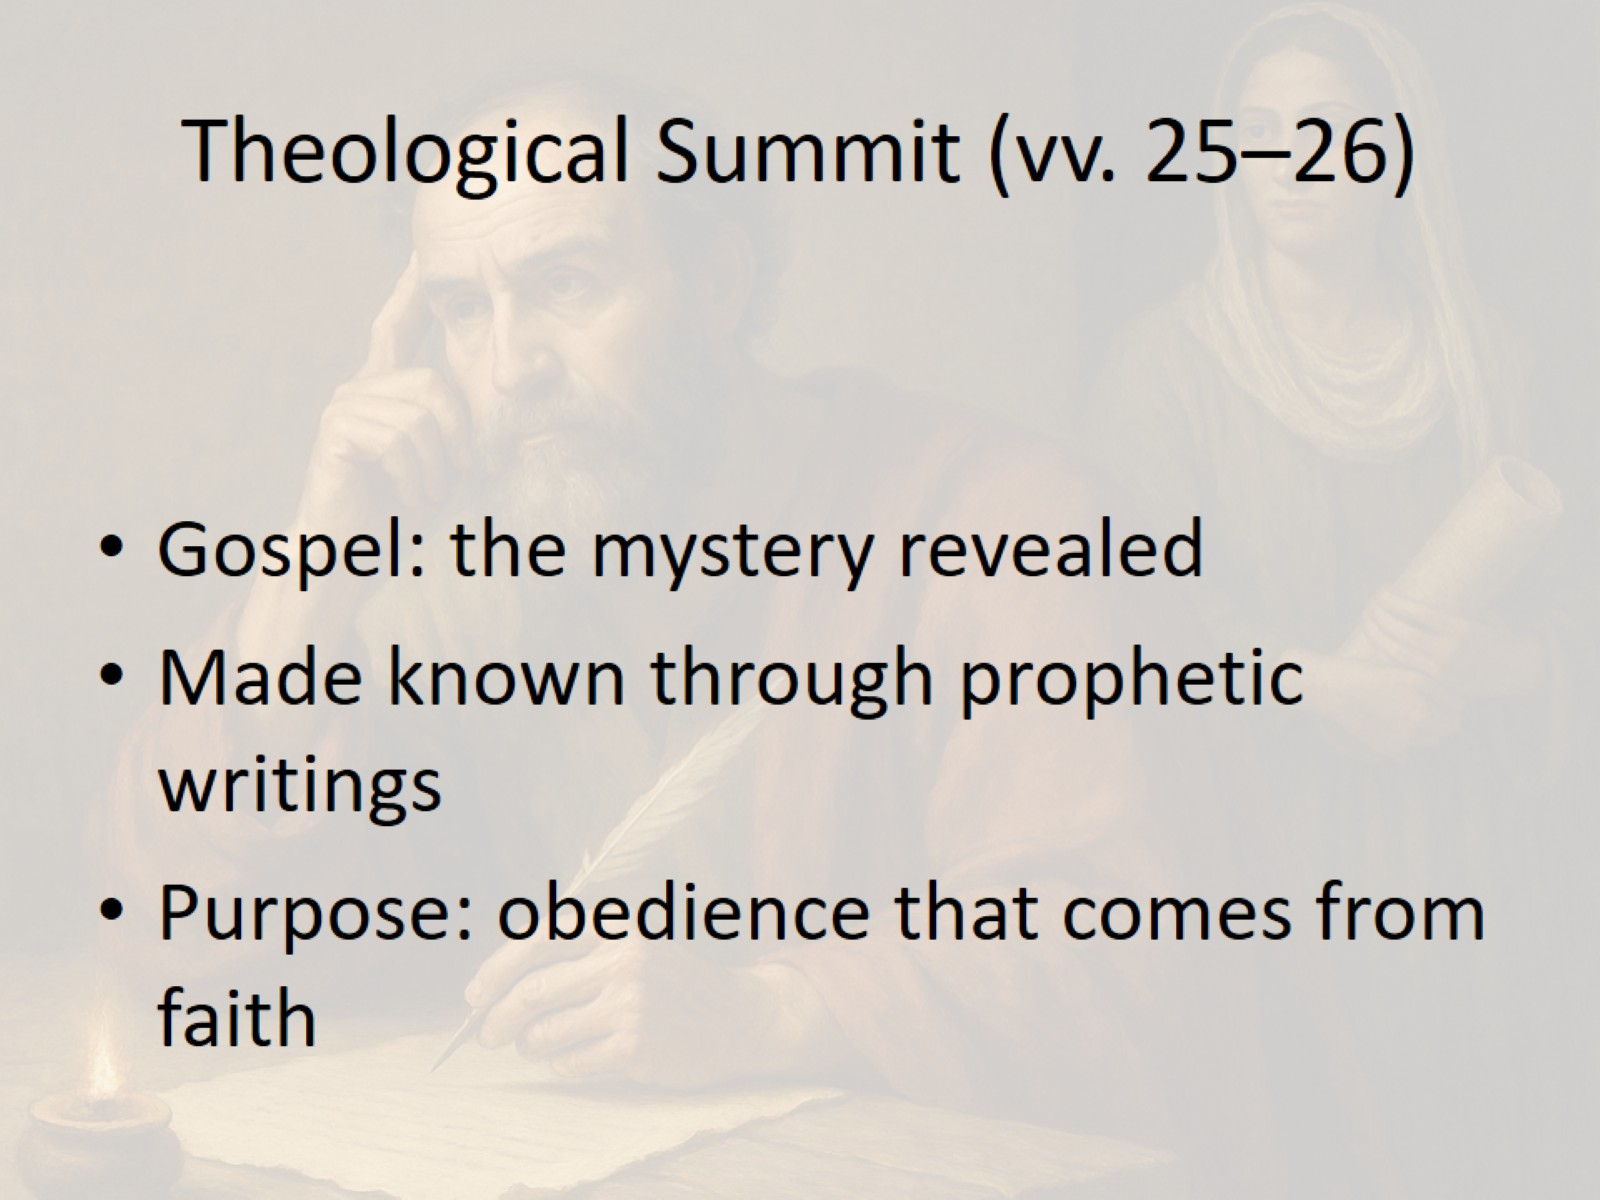 Theological Summit (vv. 25–26)
• Gospel: the mystery revealed
• Made known through prophetic
writings
• Purpose: obedience that comes from
faith